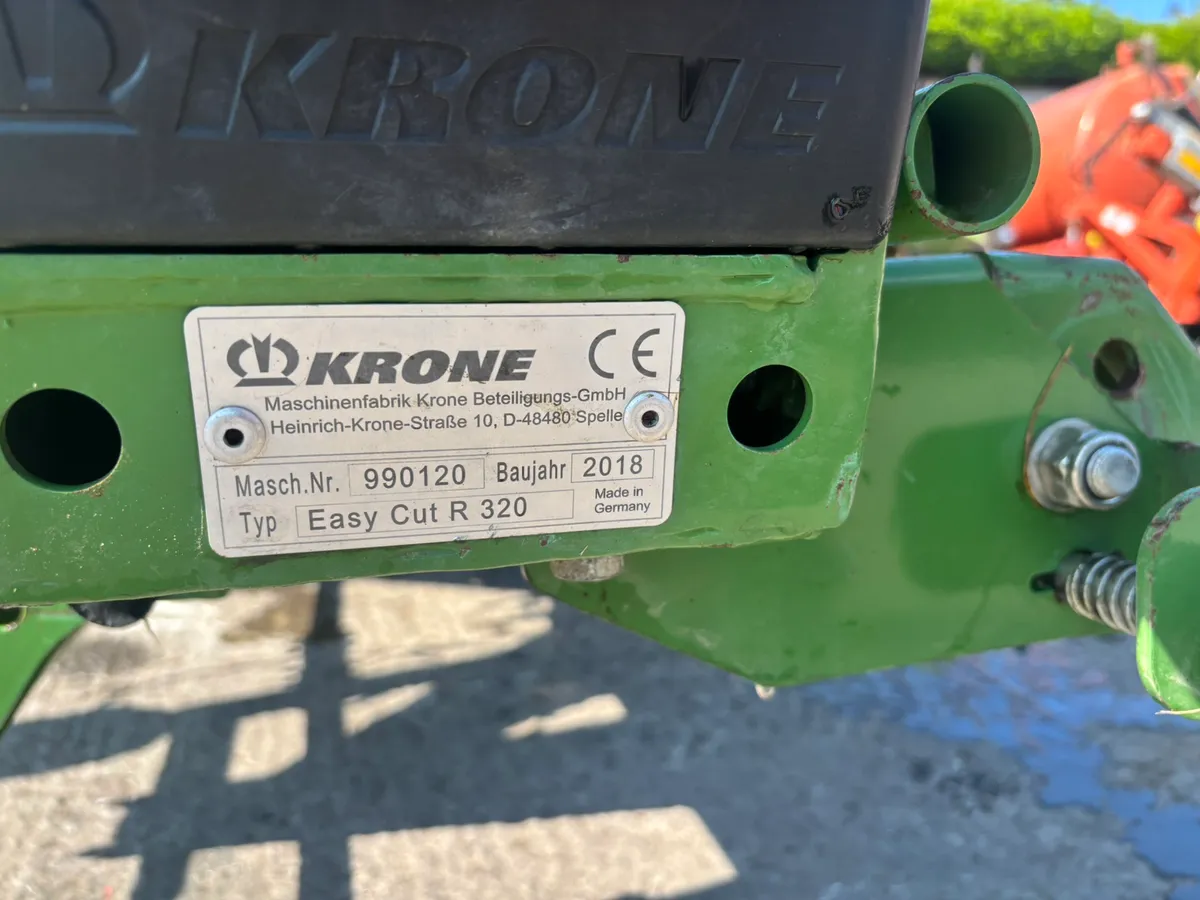 KRONE
KRONE CE
Maschinenfabrik Krone Beteiligungs-GmbH
Heinrich-Krone-Straße 10, D-48480 Spelle
Masch.Nr. 990120 Baujahr 2018
Typ Easy Cut R 320 Made in
Germany